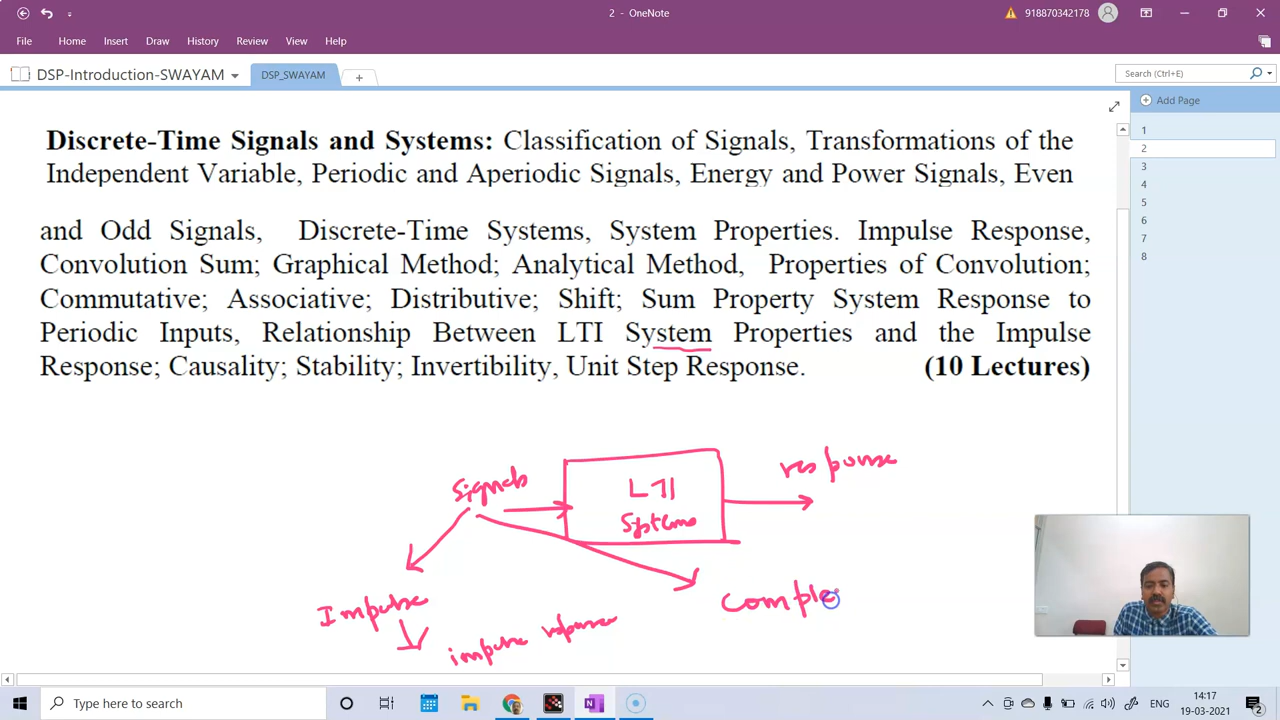 2 - OneNote
918870342178
File Home Insert Draw History Review View Help
DSP-Introduction-SWAYAM
DSP_SWAYAM
Search (Ctrl+E)
Add Page
1
2
3
4
5
6
7
8
Discrete-Time Signals and Systems: Classification of Signals, Transformations of the
Independent Variable, Periodic and Aperiodic Signals, Energy and Power Signals, Even
and Odd Signals, Discrete-Time Systems, System Properties. Impulse Response,
Convolution Sum; Graphical Method; Analytical Method, Properties of Convolution;
Commutative; Associative; Distributive; Shift; Sum Property System Response to
Periodic Inputs, Relationship Between LTI System Properties and the Impulse
Response; Causality; Stability; Invertibility, Unit Step Response. (10 Lectures)
Signals
LTI
Systems
response
Impulse
impulse response
Comple
Type here to search
ENG
14:17
19-03-2021
2